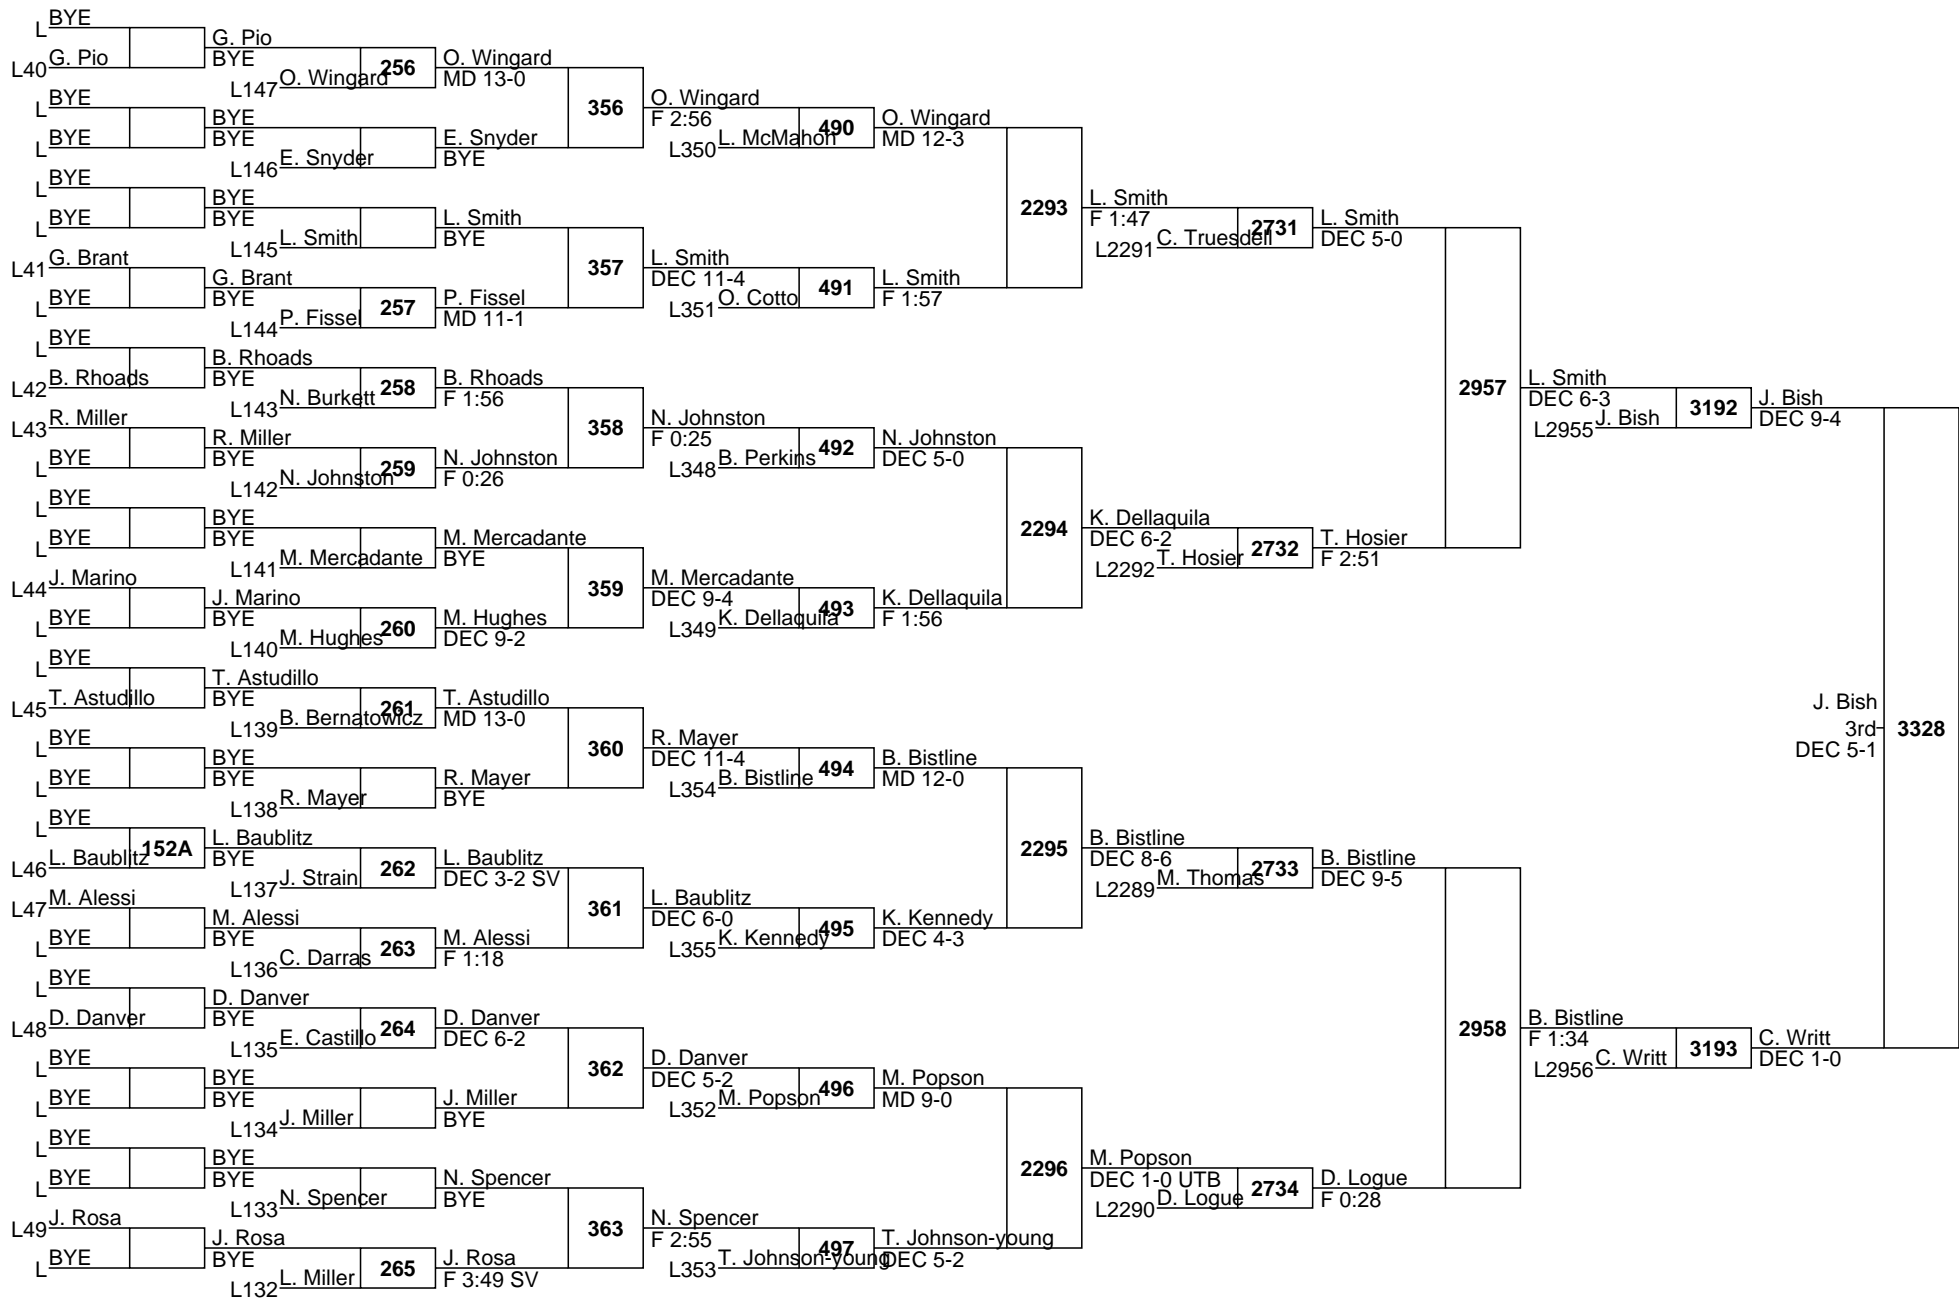 BYE
L
G. Pio
L40
G. Pio
BYE
O. Wingard
L147
256
O. Wingard
MD 13-0
BYE
L
BYE
L
BYE
BYE
E. Snyder
L146
E. Snyder
BYE
356
O. Wingard
F 2:56
L. McMahon
L350
490
O. Wingard
MD 12-3
BYE
L
BYE
L
BYE
BYE
L. Smith
L145
L. Smith
BYE
G. Brant
L41
BYE
L
G. Brant
BYE
P. Fissel
L144
257
P. Fissel
MD 11-1
357
L. Smith
DEC 11-4
O. Cotto
L351
491
L. Smith
F 1:57
2293
L. Smith
F 1:47
C. Truesdell
L2291
2731
L. Smith
DEC 5-0
BYE
L
B. Rhoads
L42
B. Rhoads
BYE
N. Burkett
L143
258
B. Rhoads
F 1:56
R. Miller
L43
BYE
L
R. Miller
BYE
N. Johnston
L142
259
N. Johnston
F 0:26
358
N. Johnston
F 0:25
B. Perkins
L348
492
N. Johnston
DEC 5-0
BYE
L
BYE
L
BYE
BYE
M. Mercadante
L141
M. Mercadante
BYE
J. Marino
L44
BYE
L
J. Marino
BYE
M. Hughes
L140
260
M. Hughes
DEC 9-2
359
M. Mercadante
DEC 9-4
K. Dellaquila
L349
493
K. Dellaquila
F 1:56
2294
K. Dellaquila
DEC 6-2
T. Hosier
L2292
2732
T. Hosier
F 2:51
2957
L. Smith
DEC 6-3
J. Bish
L2955
3192
J. Bish
DEC 9-4
BYE
L
T. Astudillo
L45
T. Astudillo
BYE
B. Bernatowicz
L139
261
T. Astudillo
MD 13-0
BYE
L
BYE
L
BYE
BYE
R. Mayer
L138
R. Mayer
BYE
360
R. Mayer
DEC 11-4
B. Bistline
L354
494
B. Bistline
MD 12-0
BYE
L
L. Baublitz
L46
152A
L. Baublitz
BYE
J. Strain
L137
262
L. Baublitz
DEC 3-2 SV
M. Alessi
L47
BYE
L
M. Alessi
BYE
C. Darras
L136
263
M. Alessi
F 1:18
361
L. Baublitz
DEC 6-0
K. Kennedy
L355
495
K. Kennedy
DEC 4-3
2295
B. Bistline
DEC 8-6
M. Thomas
L2289
2733
B. Bistline
DEC 9-5
BYE
L
D. Danver
L48
D. Danver
BYE
E. Castillo
L135
264
D. Danver
DEC 6-2
BYE
L
BYE
L
BYE
BYE
J. Miller
L134
J. Miller
BYE
362
D. Danver
DEC 5-2
M. Popson
L352
496
M. Popson
MD 9-0
BYE
L
BYE
L
BYE
BYE
N. Spencer
L133
N. Spencer
BYE
J. Rosa
L49
BYE
L
J. Rosa
BYE
L. Miller
L132
265
J. Rosa
F 3:49 SV
363
N. Spencer
F 2:55
T. Johnson-young
L353
497
T. Johnson-young
DEC 5-2
2296
M. Popson
DEC 1-0 UTB
D. Logue
L2290
2734
D. Logue
F 0:28
2958
B. Bistline
F 1:34
C. Writt
L2956
3193
C. Writt
DEC 1-0
J. Bish
3rd
DEC 5-1
3328